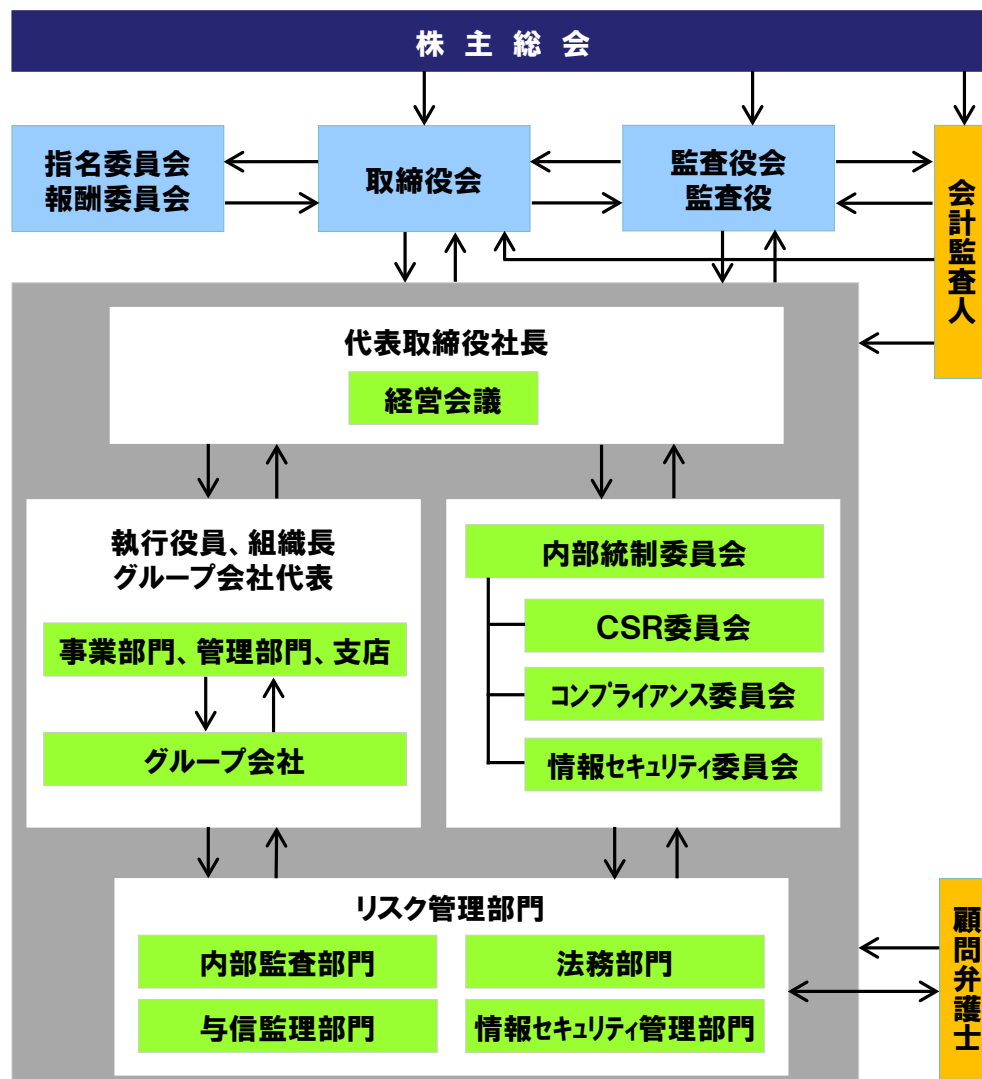 株主総会
指名委員会
報酬委員会
取締役会
監査役会
監査役
会計監査人
代表取締役社長
経営会議
執行役員、組織長
グループ会社代表
事業部門、管理部門、支店
グループ会社
内部統制委員会
CSR委員会
コンプライアンス委員会
情報セキュリティ委員会
リスク管理部門
内部監査部門
法務部門
与信監理部門
情報セキュリティ管理部門
顧問弁護士